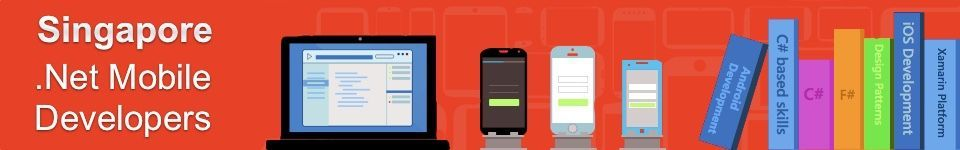 Singapore
.Net Mobile
Developers
Android
Development
C# based skills
C#
F#
Design Patterns
iOS Development
Xamarin Platform